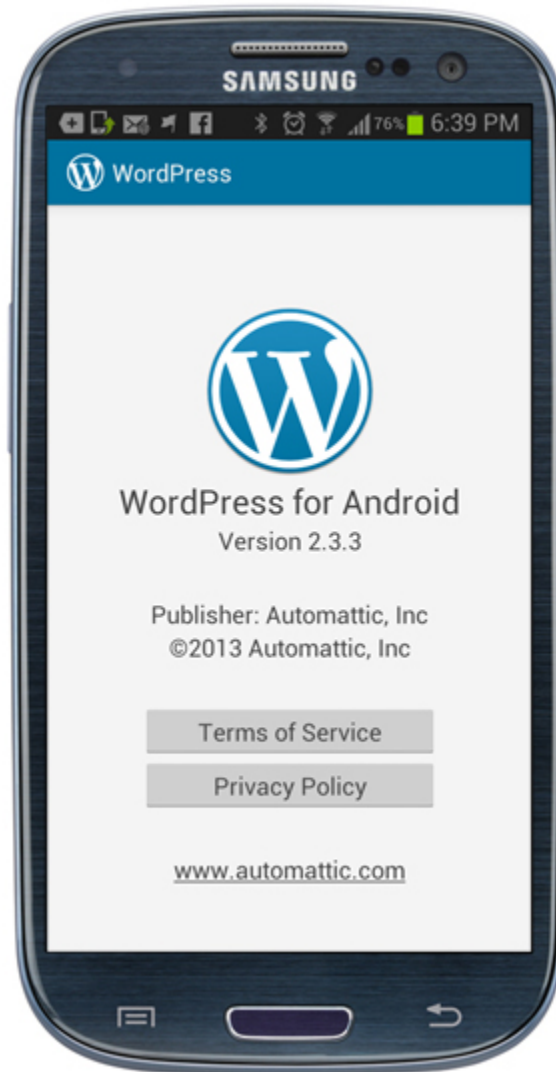 SAMSUNG
76% 6:39 PM
WordPress
WordPress for Android
Version 2.3.3
Publisher: Automattic, Inc
©2013 Automattic, Inc
Terms of Service
Privacy Policy
www.automattic.com